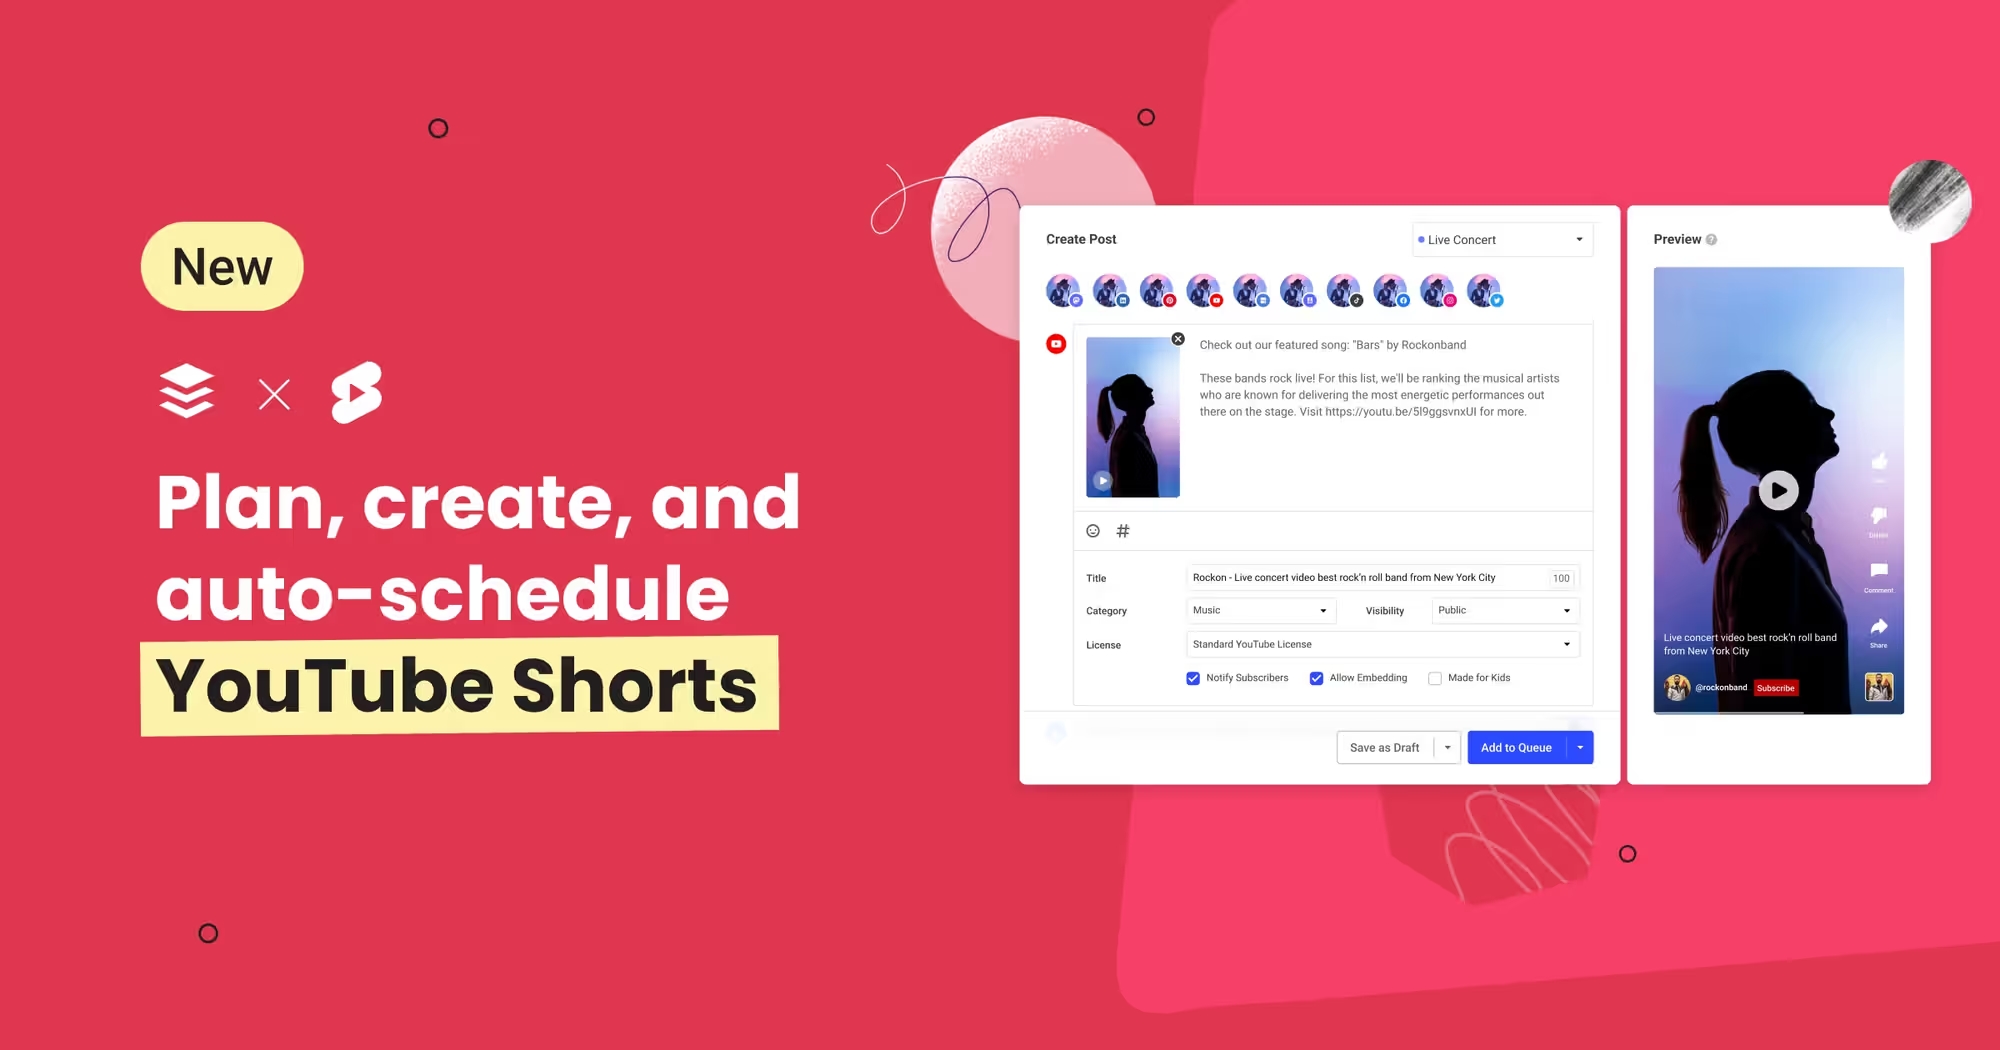 New
Plan, create, and
auto-schedule
YouTube Shorts
Create Post
Live Concert
Check out our featured song: "Bars" by Rockonband
These bands rock live! For this list, we'll be ranking the musical artists
who are known for delivering the most energetic performances out
there on the stage. Visit https://youtu.be/5l9ggsvnxUI for more.
#
Title
Rockon - Live concert video best rock'n roll band from New York City
100
Category
Music
Visibility
Public
License
Standard YouTube License
Notify Subscribers
Allow Embedding
Made for Kids
Save as Draft
Add to Queue
Preview
?
Dislike
Comment
Share
Live concert video best rock'n roll band
from New York City
@rockonband
Subscribe